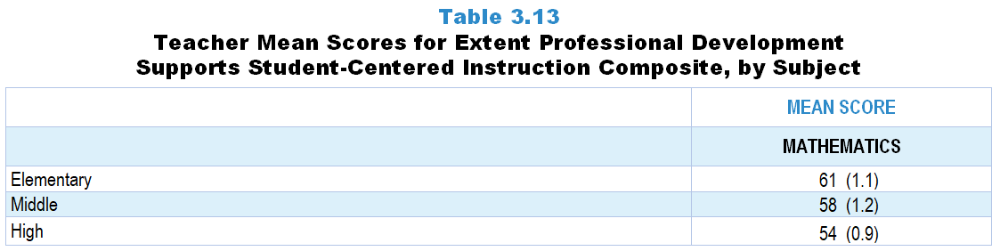 Table 3.13
Teacher Mean Scores for Extent Professional Development
Supports Student-Centered Instruction Composite, by Subject
MEAN SCORE
MATHEMATICS
Elementary 61 (1.1)
Middle 58 (1.2)
High 54 (0.9)